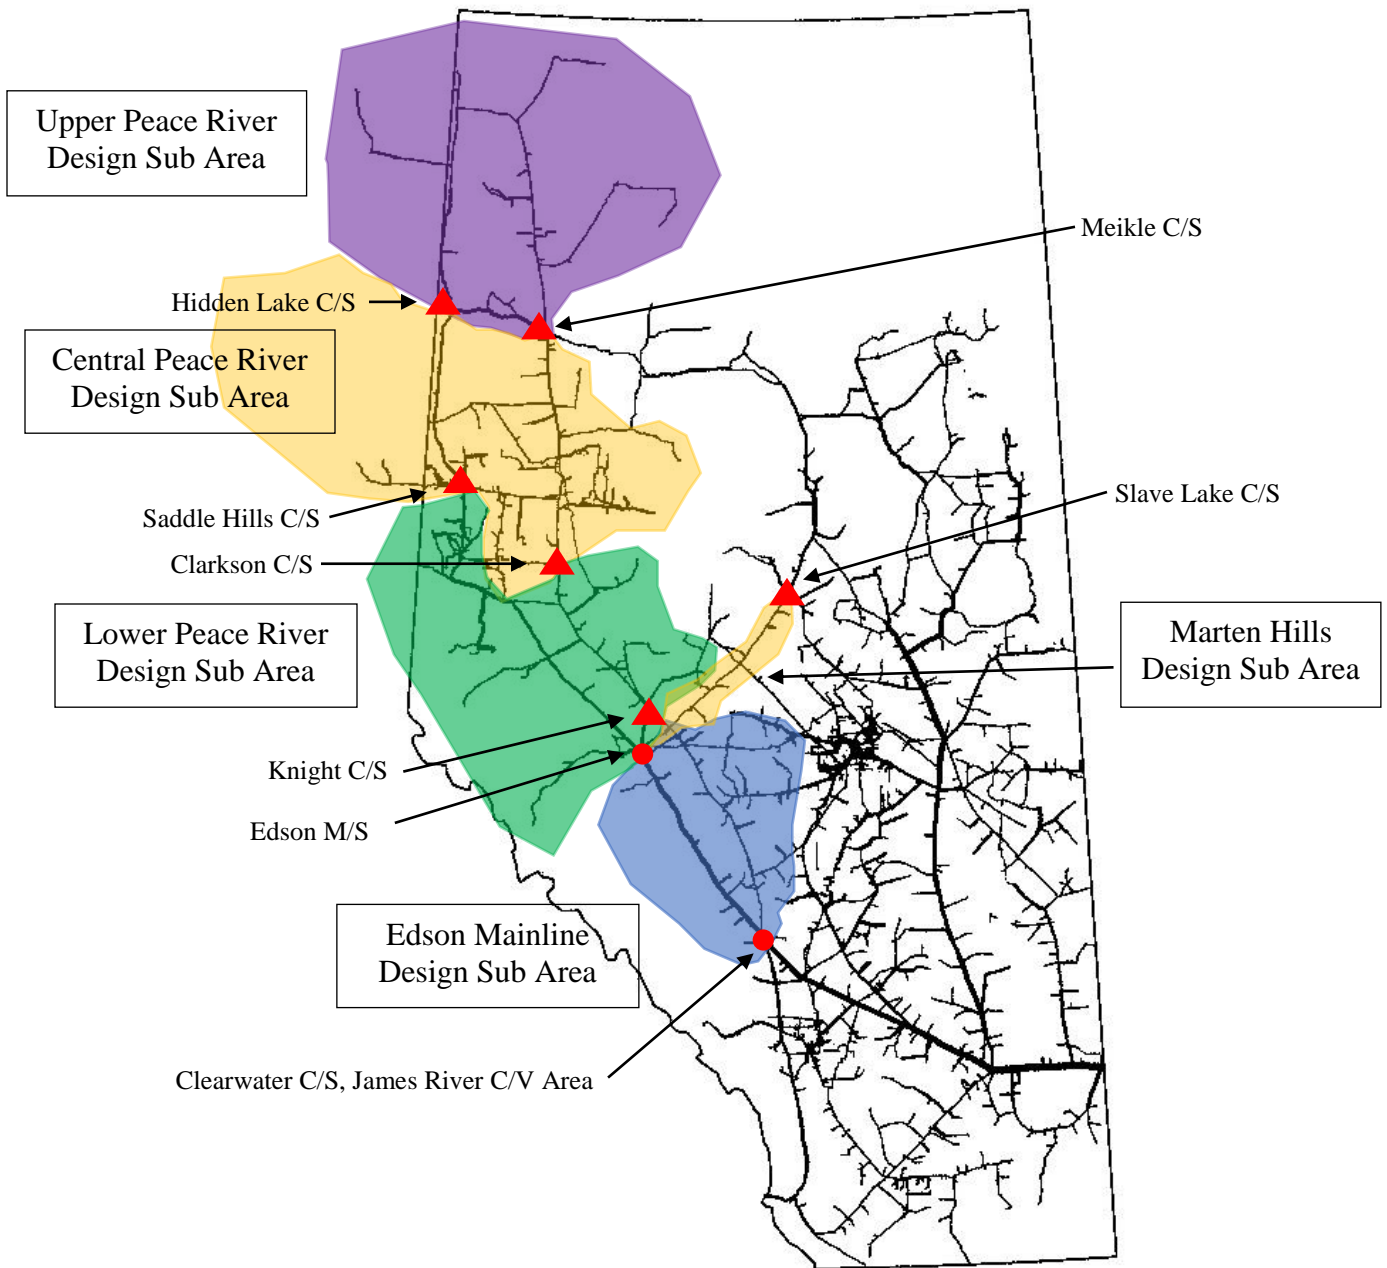 Upper Peace River
Design Sub Area
Meikle C/S
Hidden Lake C/S
Central Peace River
Design Sub Area
Saddle Hills C/S
Slave Lake C/S
Clarkson C/S
Lower Peace River
Design Sub Area
Marten Hills
Design Sub Area
Knight C/S
Edson M/S
Edson Mainline
Design Sub Area
Clearwater C/S, James River C/V Area